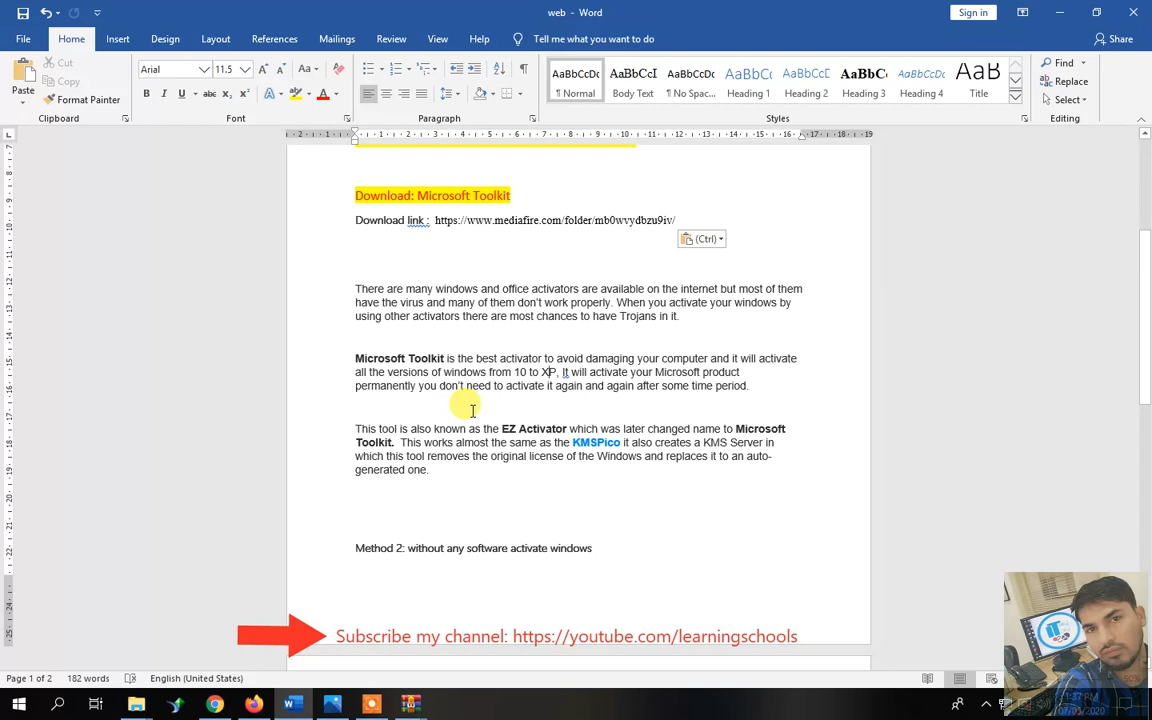 web - Word
Sign in
File Home Insert Design Layout References Mailings Review View Help Tell me what you want to do Share
Paste
Cut
Copy
Format Painter
Clipboard
Arial 11.5
Font
Paragraph
AaBbCcDc AaBbCcI AaBbCcDc AaBbCc AaBbCcC AaBbCc AaBbCcDc AaB
¶ Normal Body Text ¶ No Spac... Heading 1 Heading 2 Heading 3 Heading 4 Title
Styles
Find
Replace
Select
Editing
Download: Microsoft Toolkit
Download link : https://www.mediafire.com/folder/mb0wvydbzu9iv/
(Ctrl)
There are many windows and office activators are available on the internet but most of them
have the virus and many of them don't work properly. When you activate your windows by
using other activators there are most chances to have Trojans in it.
Microsoft Toolkit is the best activator to avoid damaging your computer and it will activate
all the versions of windows from 10 to XP, It will activate your Microsoft product
permanently you don't need to activate it again and again after some time period.
This tool is also known as the EZ Activator which was later changed name to Microsoft
Toolkit. This works almost the same as the KMSPico it also creates a KMS Server in
which this tool removes the original license of the Windows and replaces it to an auto-
generated one.
Method 2: without any software activate windows
Subscribe my channel: https://youtube.com/learningschools
Page 1 of 2 182 words English (United States)
50%
1:37 PM
07/05/2020